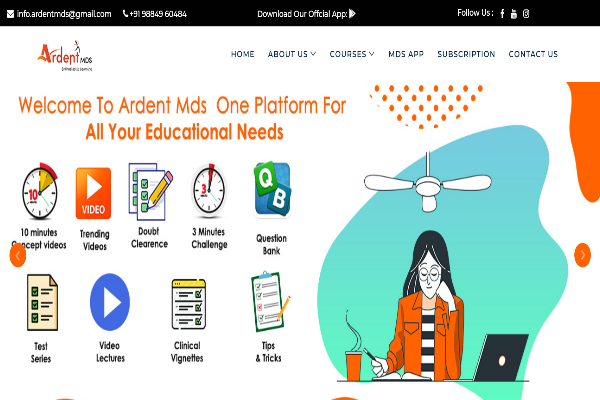 info.ardentmds@gmail.com +91 98849 60484 Download Our Offcial App: Follow Us :
Ardent MDS
HOME ABOUT US COURSES MDS APP SUBSCRIPTION CONTACT US
Welcome To Ardent Mds One Platform For
All Your Educational Needs
10
VIDEO
3
Q
B
10 minutes
Concept videos
Trending
Videos
Doubt
Clearence
3 Minutes
Challenge
Question
Bank
Test
Series
Video
Lectures
Clinical
Vignettes
Tips
& Tricks